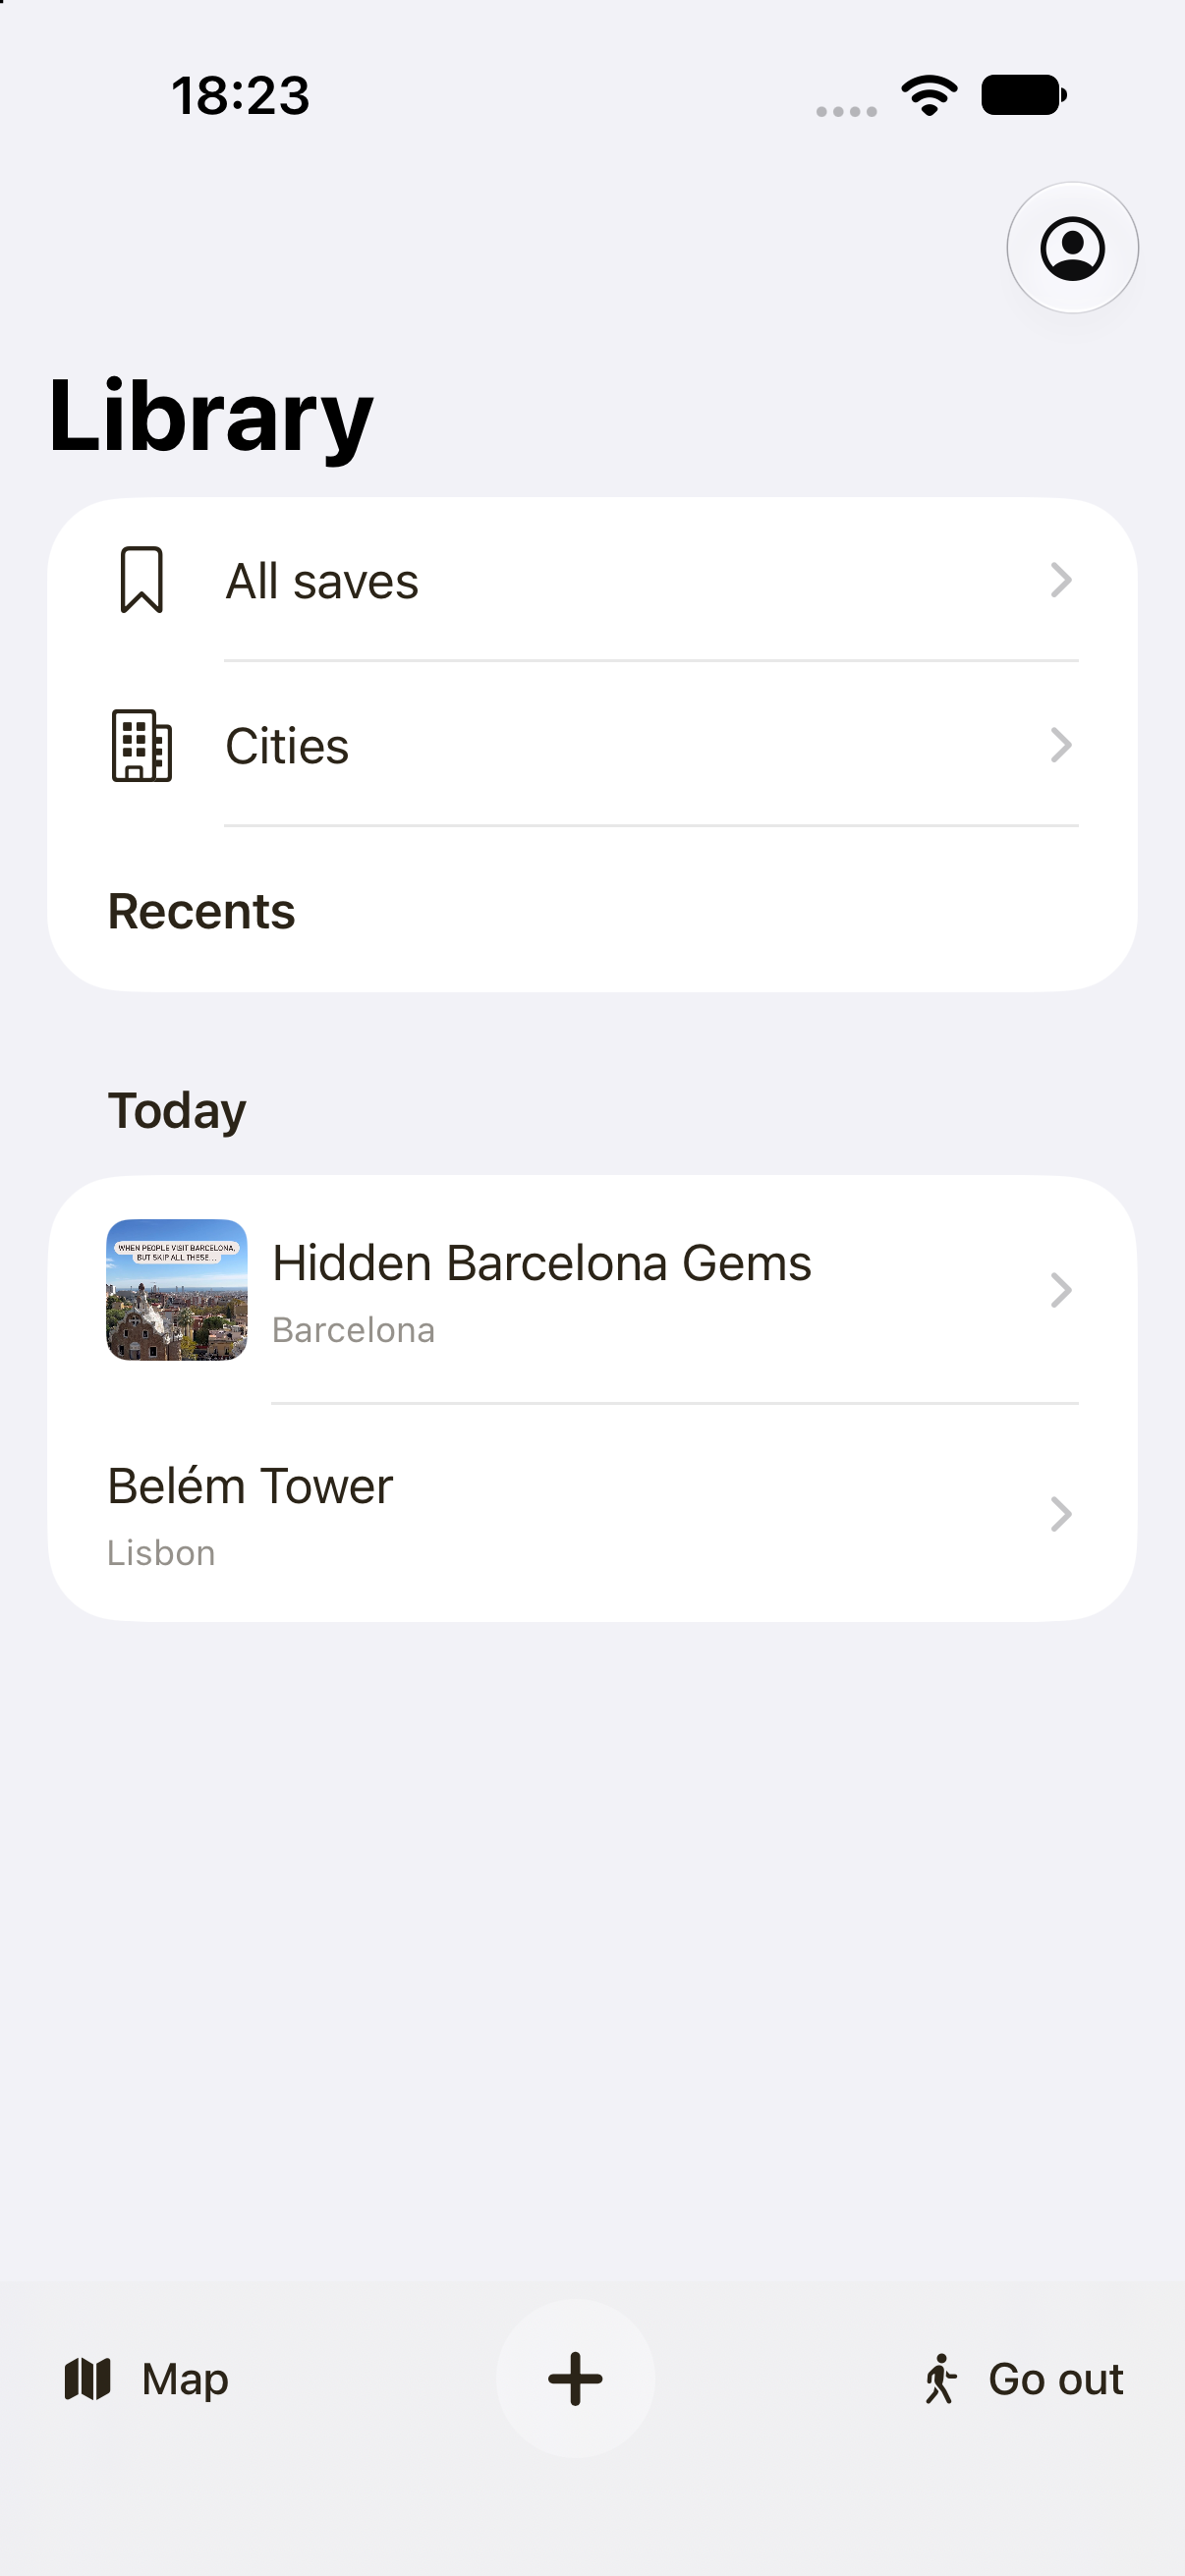 18:23
Library
All saves
Cities
Recents
Today
WHEN PEOPLE VISIT BARCELONA,
BUT SKIP ALL THESE...
Hidden Barcelona Gems
Barcelona
Belém Tower
Lisbon
Map
Go out